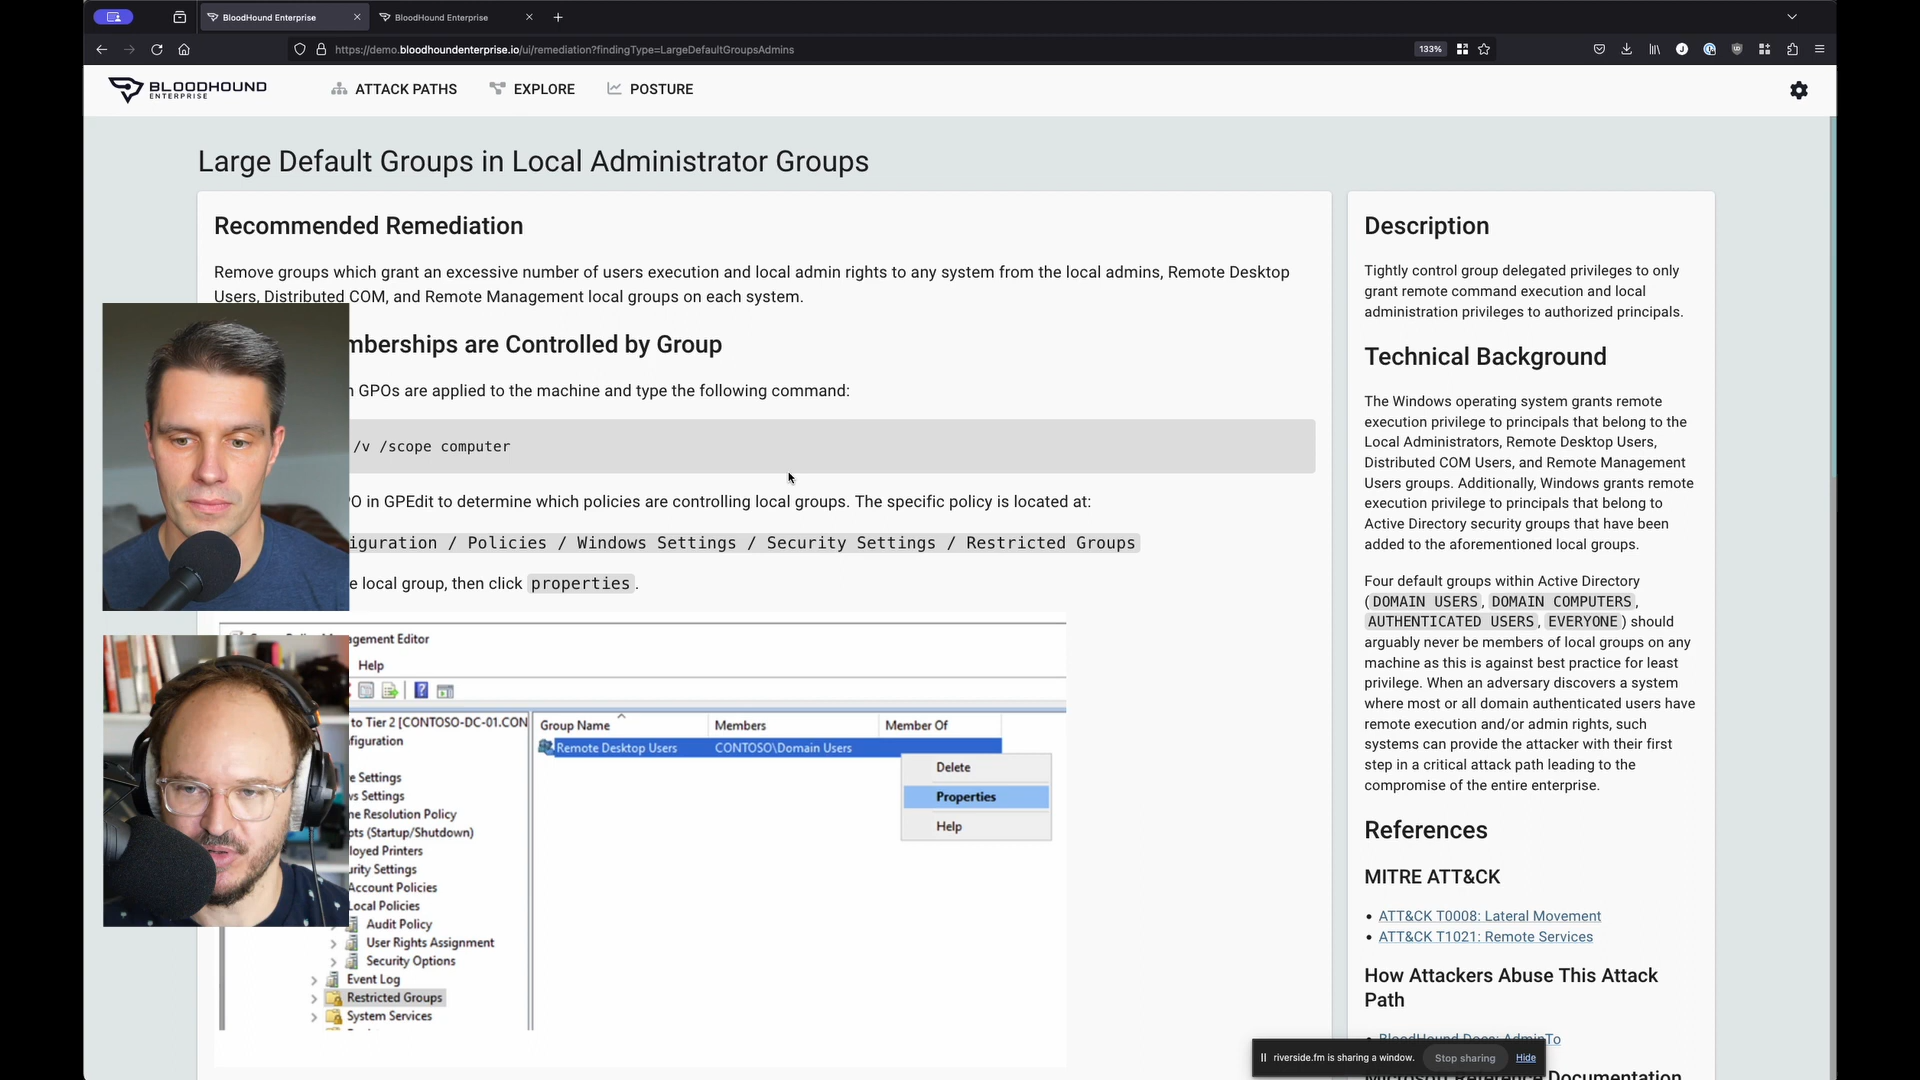 BloodHound Enterprise
BloodHound Enterprise
https://demo.bloodhoundenterprise.io/ui/remediation?findingType=LargeDefaultGroupsAdmins
133%
BLOODHOUND
ENTERPRISE
ATTACK PATHS
EXPLORE
POSTURE
Large Default Groups in Local Administrator Groups
Recommended Remediation
Remove groups which grant an excessive number of users execution and local admin rights to any system from the local admins, Remote Desktop
Users, Distributed COM, and Remote Management local groups on each system.
mberships are Controlled by Group
GPOs are applied to the machine and type the following command:
/v /scope computer
O in GPEdit to determine which policies are controlling local groups. The specific policy is located at:
iguration / Policies / Windows Settings / Security Settings / Restricted Groups
e local group, then click properties.
agement Editor
Help
to Tier 2 [CONTOSO-DC-01.CON
figuration
e Settings
ws Settings
me Resolution Policy
pts (Startup/Shutdown)
loyed Printers
urity Settings
Account Policies
Local Policies
Audit Policy
User Rights Assignment
Security Options
Event Log
Restricted Groups
System Services
Group Name
Members
Member Of
Remote Desktop Users
CONTOSO\Domain Users
Delete
Properties
Help
Description
Tightly control group delegated privileges to only
grant remote command execution and local
administration privileges to authorized principals.
Technical Background
The Windows operating system grants remote
execution privilege to principals that belong to the
Local Administrators, Remote Desktop Users,
Distributed COM Users, and Remote Management
Users groups. Additionally, Windows grants remote
execution privilege to principals that belong to
Active Directory security groups that have been
added to the aforementioned local groups.
Four default groups within Active Directory
(DOMAIN USERS, DOMAIN COMPUTERS,
AUTHENTICATED USERS, EVERYONE) should
arguably never be members of local groups on any
machine as this is against best practice for least
privilege. When an adversary discovers a system
where most or all domain authenticated users have
remote execution and/or admin rights, such
systems can provide the attacker with their first
step in a critical attack path leading to the
compromise of the entire enterprise.
References
MITRE ATT&CK
• ATT&CK T0008: Lateral Movement
• ATT&CK T1021: Remote Services
How Attackers Abuse This Attack
Path
• BloodHound Docs: AdminTo
Microsoft Reference Documentation
riverside.fm is sharing a window.
Stop sharing
Hide